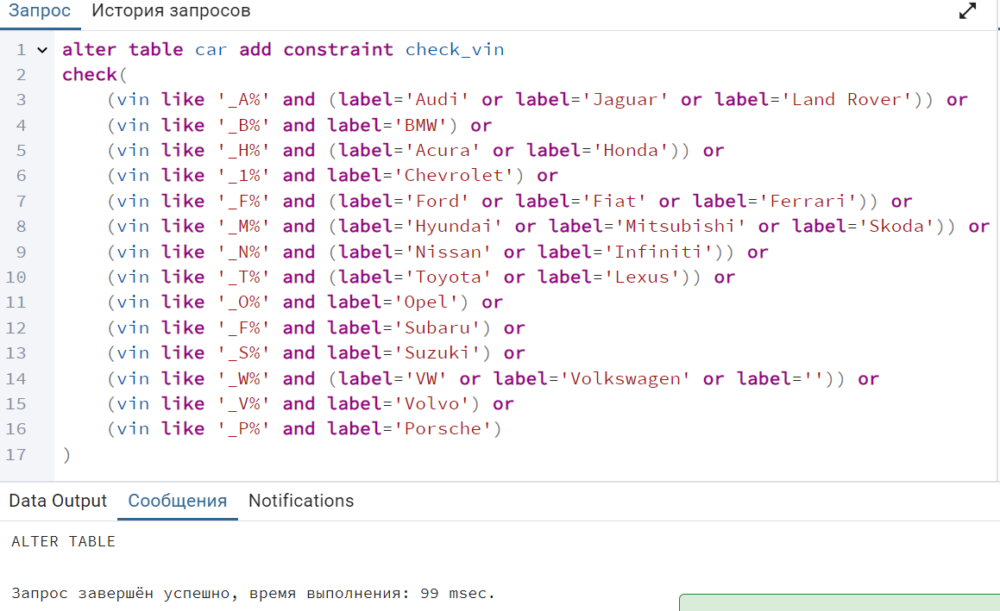 Запрос История запросов
1 alter table car add constraint check_vin
2 check(
3 (vin like '_A%' and (label='Audi' or label='Jaguar' or label='Land Rover')) or
4 (vin like '_B%' and label='BMW') or
5 (vin like '_H%' and (label='Acura' or label='Honda')) or
6 (vin like '_1%' and label='Chevrolet') or
7 (vin like '_F%' and (label='Ford' or label='Fiat' or label='Ferrari')) or
8 (vin like '_M%' and (label='Hyundai' or label='Mitsubishi' or label='Skoda')) or
9 (vin like '_N%' and (label='Nissan' or label='Infiniti')) or
10 (vin like '_T%' and (label='Toyota' or label='Lexus')) or
11 (vin like '_O%' and label='Opel') or
12 (vin like '_F%' and label='Subaru') or
13 (vin like '_S%' and label='Suzuki') or
14 (vin like '_W%' and (label='VW' or label='Volkswagen' or label='')) or
15 (vin like '_V%' and label='Volvo') or
16 (vin like '_P%' and label='Porsche')
17 )
Data Output Сообщения Notifications
ALTER TABLE
Запрос завершён успешно, время выполнения: 99 msec.